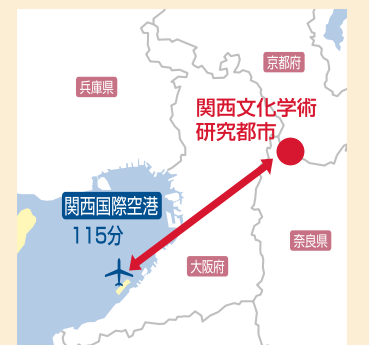 京都府
兵庫県
関西文化学術
研究都市
関西国際空港
115分
奈良県
大阪府